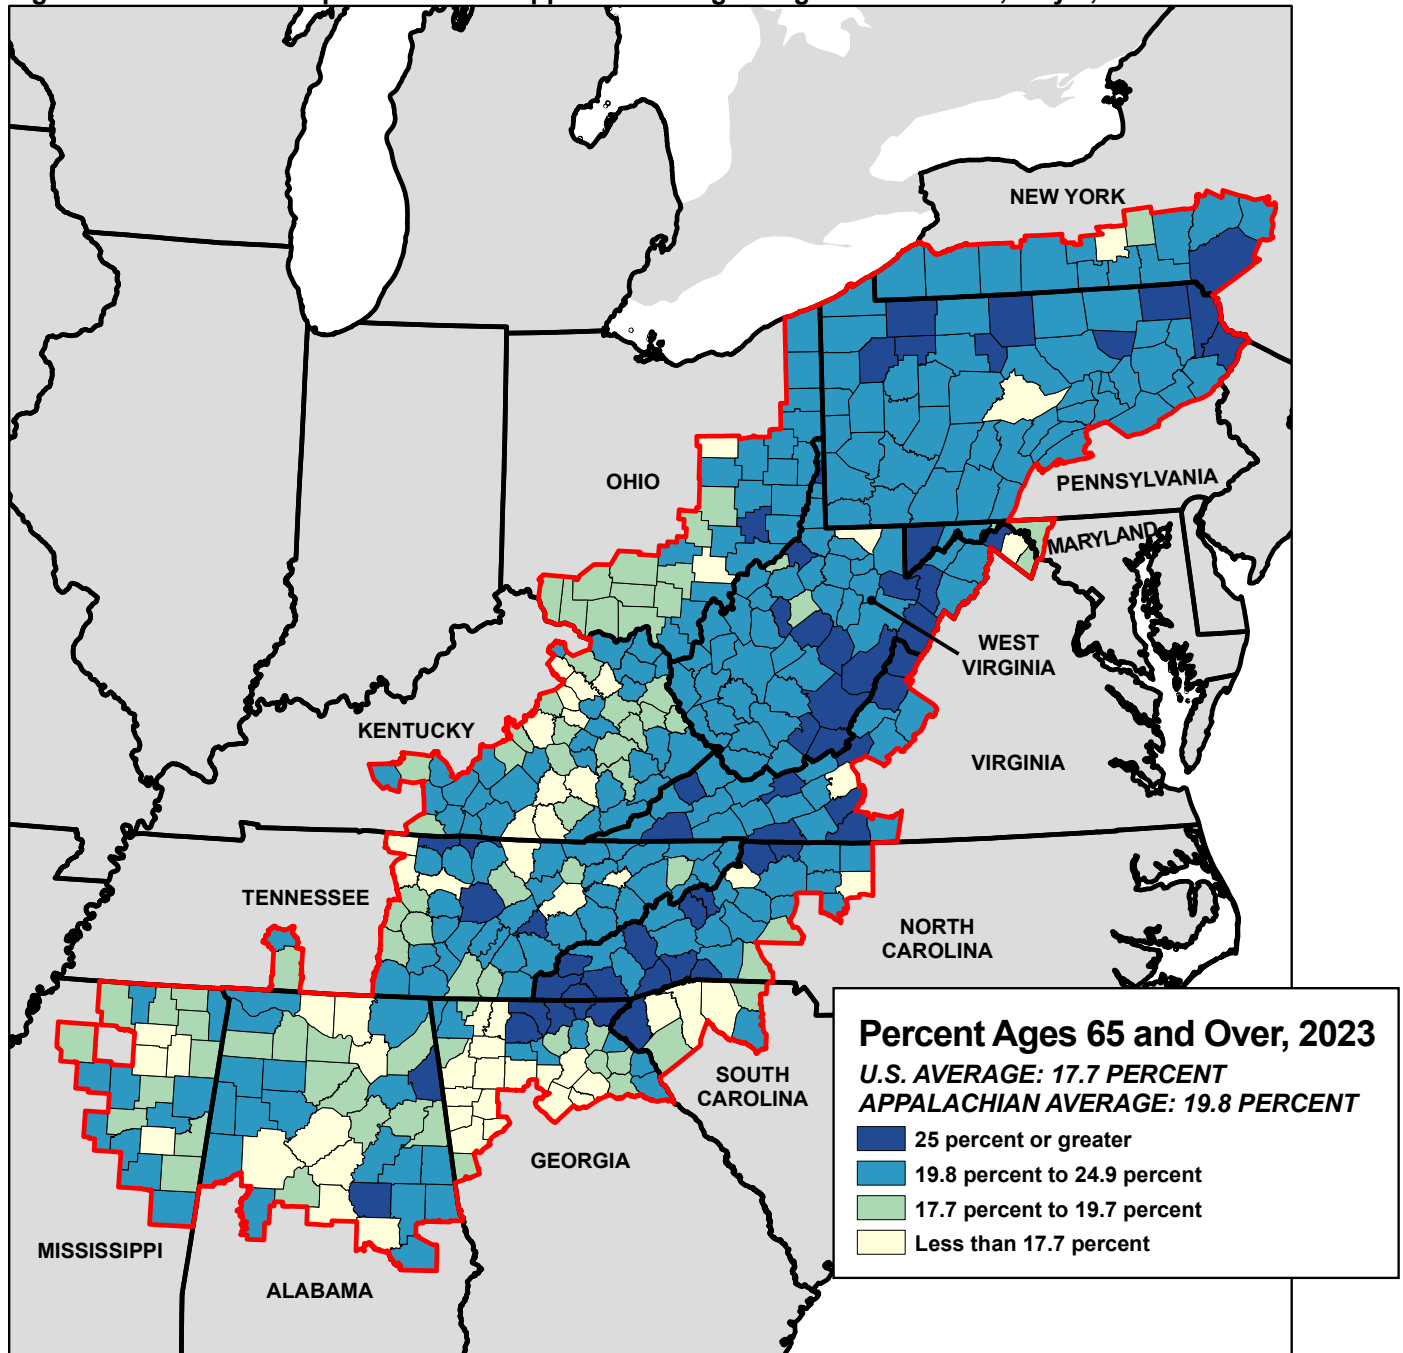 NEW YORK
OHIO
PENNSYLVANIA
MARYLAND
WEST
VIRGINIA
KENTUCKY
VIRGINIA
TENNESSEE
NORTH
CAROLINA
SOUTH
CAROLINA
GEORGIA
MISSISSIPPI
ALABAMA
Percent Ages 65 and Over, 2023
U.S. AVERAGE: 17.7 PERCENT
APPALACHIAN AVERAGE: 19.8 PERCENT
25 percent or greater
19.8 percent to 24.9 percent
17.7 percent to 19.7 percent
Less than 17.7 percent